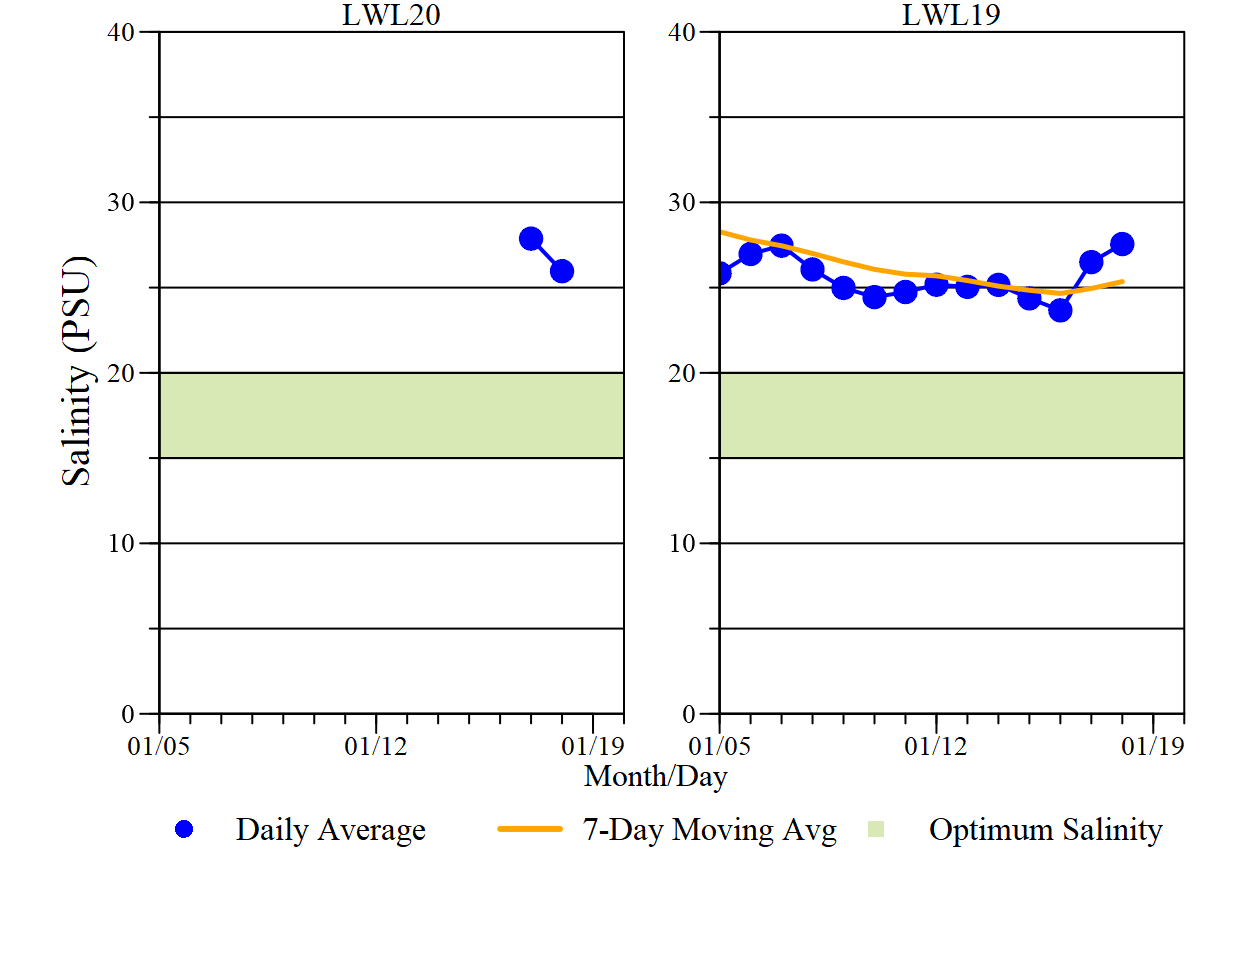 LWL20 LWL19
40 40
30 30
20 20
10 10
0 0
Salinity (PSU)
01/05 01/12 01/19 01/05 01/12 01/19
Month/Day
Daily Average 7-Day Moving Avg Optimum Salinity